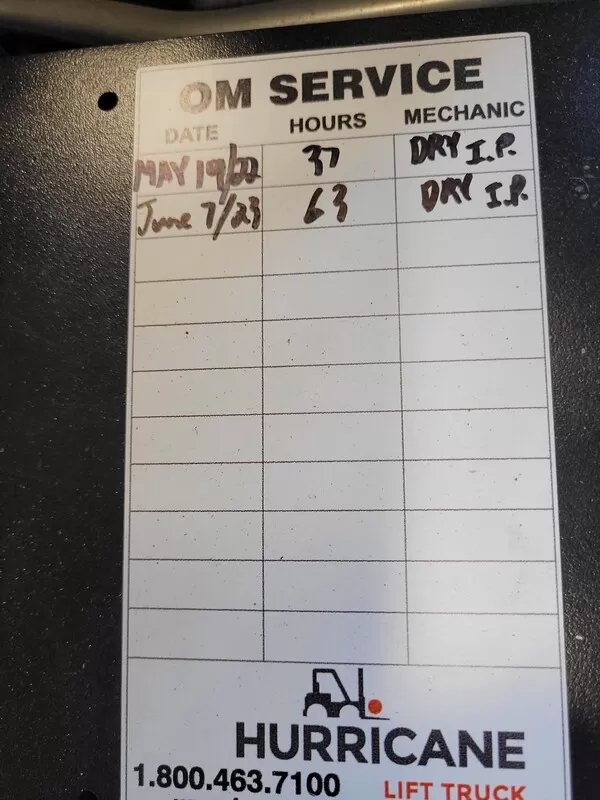 OM SERVICE
DATE HOURS MECHANIC
MAY 19/22 37 DRY I.P.
June 7/23 63 DRY I.P.
HURRICANE
1.800.463.7100 LIFT TRUCK